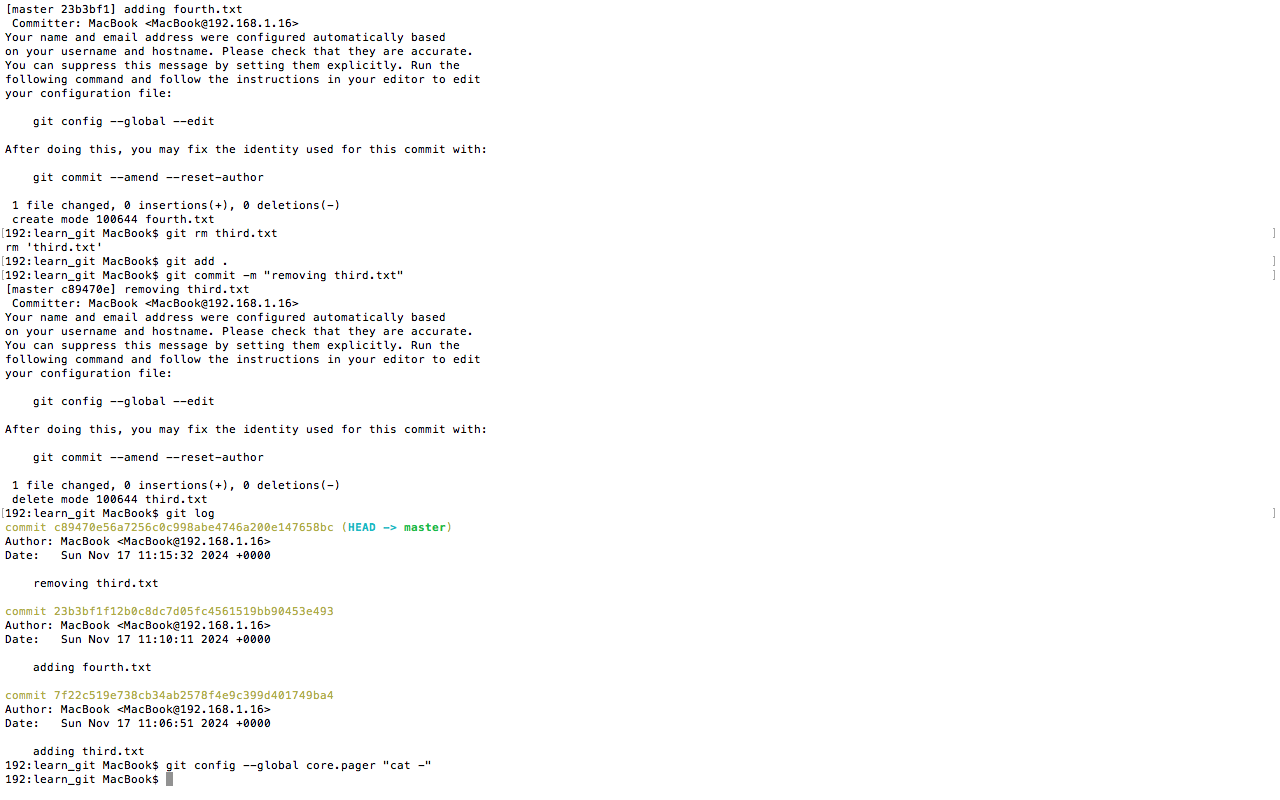 [master 23b3bf1] adding fourth.txt
 Committer: MacBook <MacBook@192.168.1.16>
Your name and email address were configured automatically based
on your username and hostname. Please check that they are accurate.
You can suppress this message by setting them explicitly. Run the
following command and follow the instructions in your editor to edit
your configuration file:

    git config --global --edit

After doing this, you may fix the identity used for this commit with:

    git commit --amend --reset-author

 1 file changed, 0 insertions(+), 0 deletions(-)
 create mode 100644 fourth.txt
[192:learn_git MacBook$ git rm third.txt ]
rm 'third.txt'
[192:learn_git MacBook$ git add . ]
[192:learn_git MacBook$ git commit -m "removing third.txt" ]
[master c89470e] removing third.txt
 Committer: MacBook <MacBook@192.168.1.16>
Your name and email address were configured automatically based
on your username and hostname. Please check that they are accurate.
You can suppress this message by setting them explicitly. Run the
following command and follow the instructions in your editor to edit
your configuration file:

    git config --global --edit

After doing this, you may fix the identity used for this commit with:

    git commit --amend --reset-author

 1 file changed, 0 insertions(+), 0 deletions(-)
 delete mode 100644 third.txt
[192:learn_git MacBook$ git log ]
commit c89470e56a7256c0c998abe4746a200e147658bc (HEAD -> master)
Author: MacBook <MacBook@192.168.1.16>
Date:   Sun Nov 17 11:15:32 2024 +0000

    removing third.txt

commit 23b3bf1f12b0c8dc7d05fc4561519bb90453e493
Author: MacBook <MacBook@192.168.1.16>
Date:   Sun Nov 17 11:10:11 2024 +0000

    adding fourth.txt

commit 7f22c519e738cb34ab2578f4e9c399d401749ba4
Author: MacBook <MacBook@192.168.1.16>
Date:   Sun Nov 17 11:06:51 2024 +0000

    adding third.txt
192:learn_git MacBook$ git config --global core.pager "cat -"
192:learn_git MacBook$